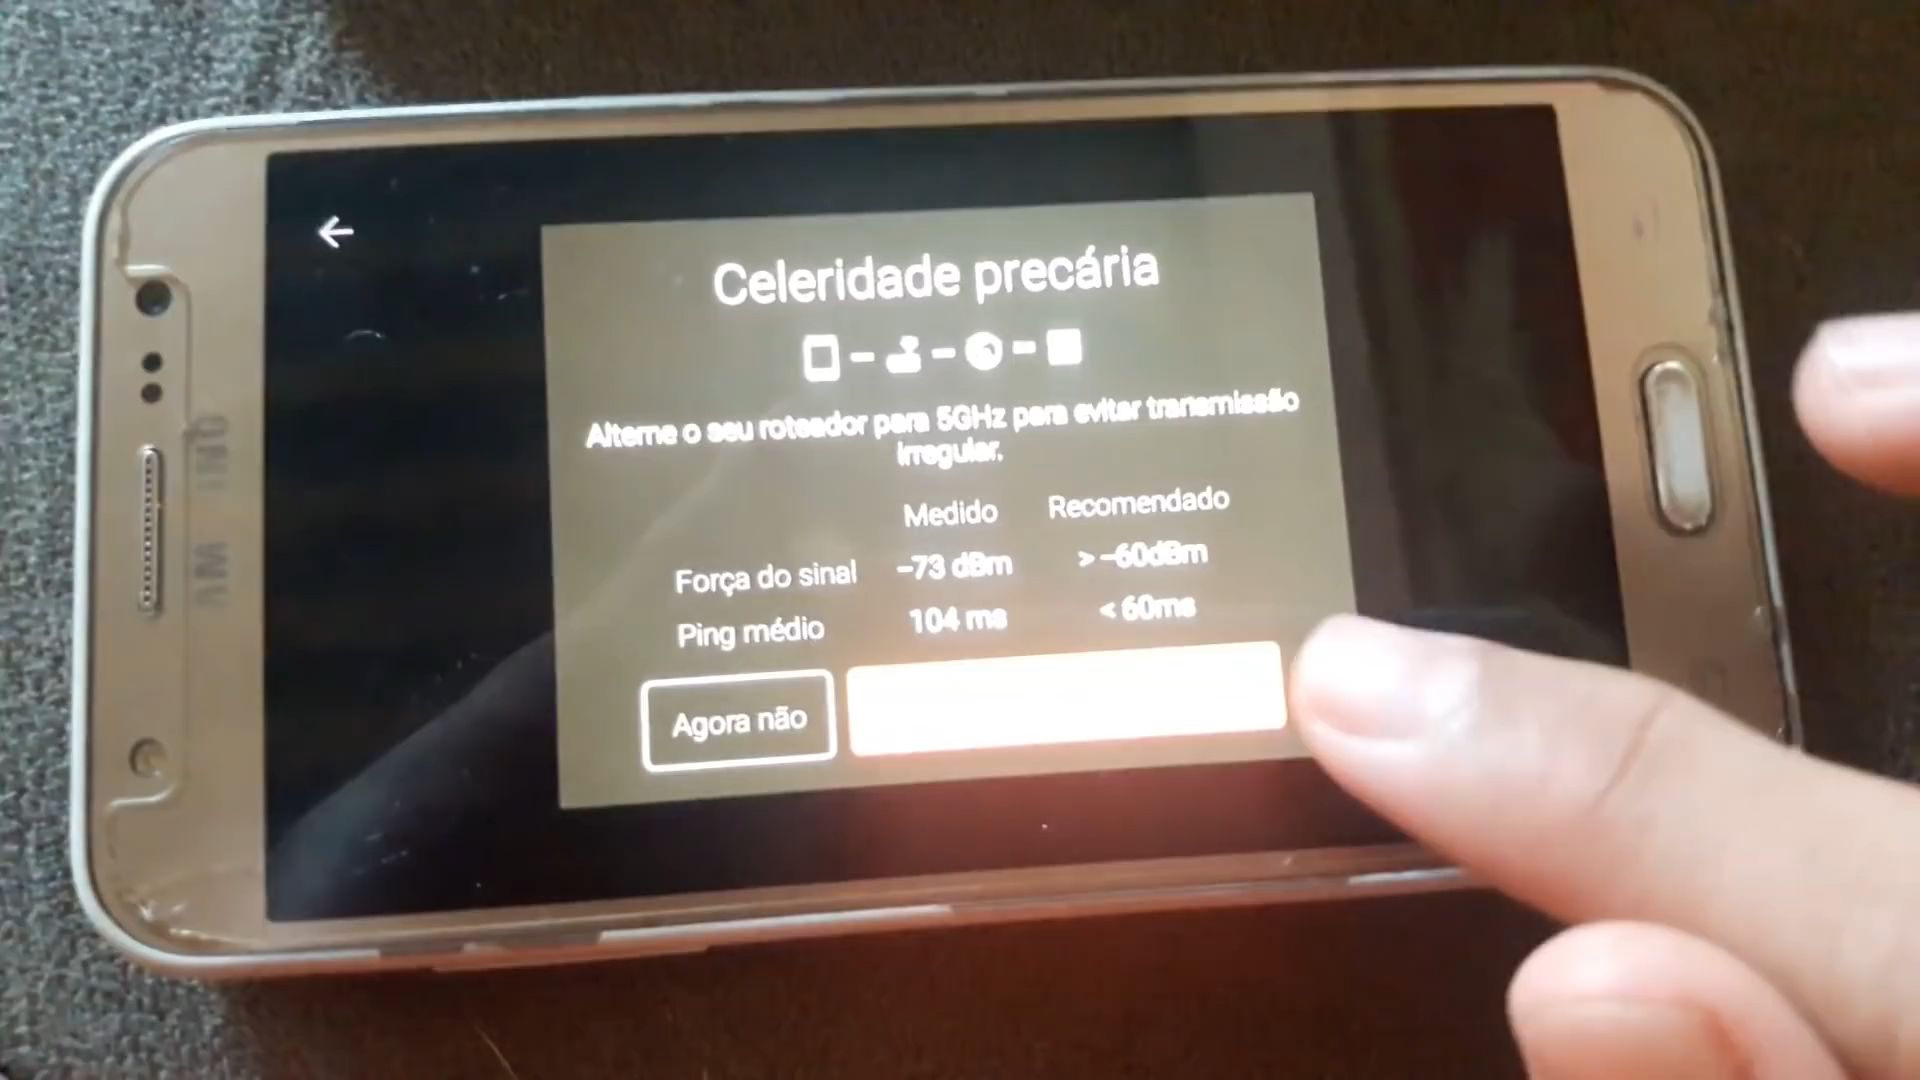 Celeridade precária
Alterne o seu roteador para 5GHz para evitar transmissão
irregular.
Medido Recomendado
Força do sinal -73 dBm > -60dBm
Ping médio 104 ms < 60ms
Agora não
SAMSUNG